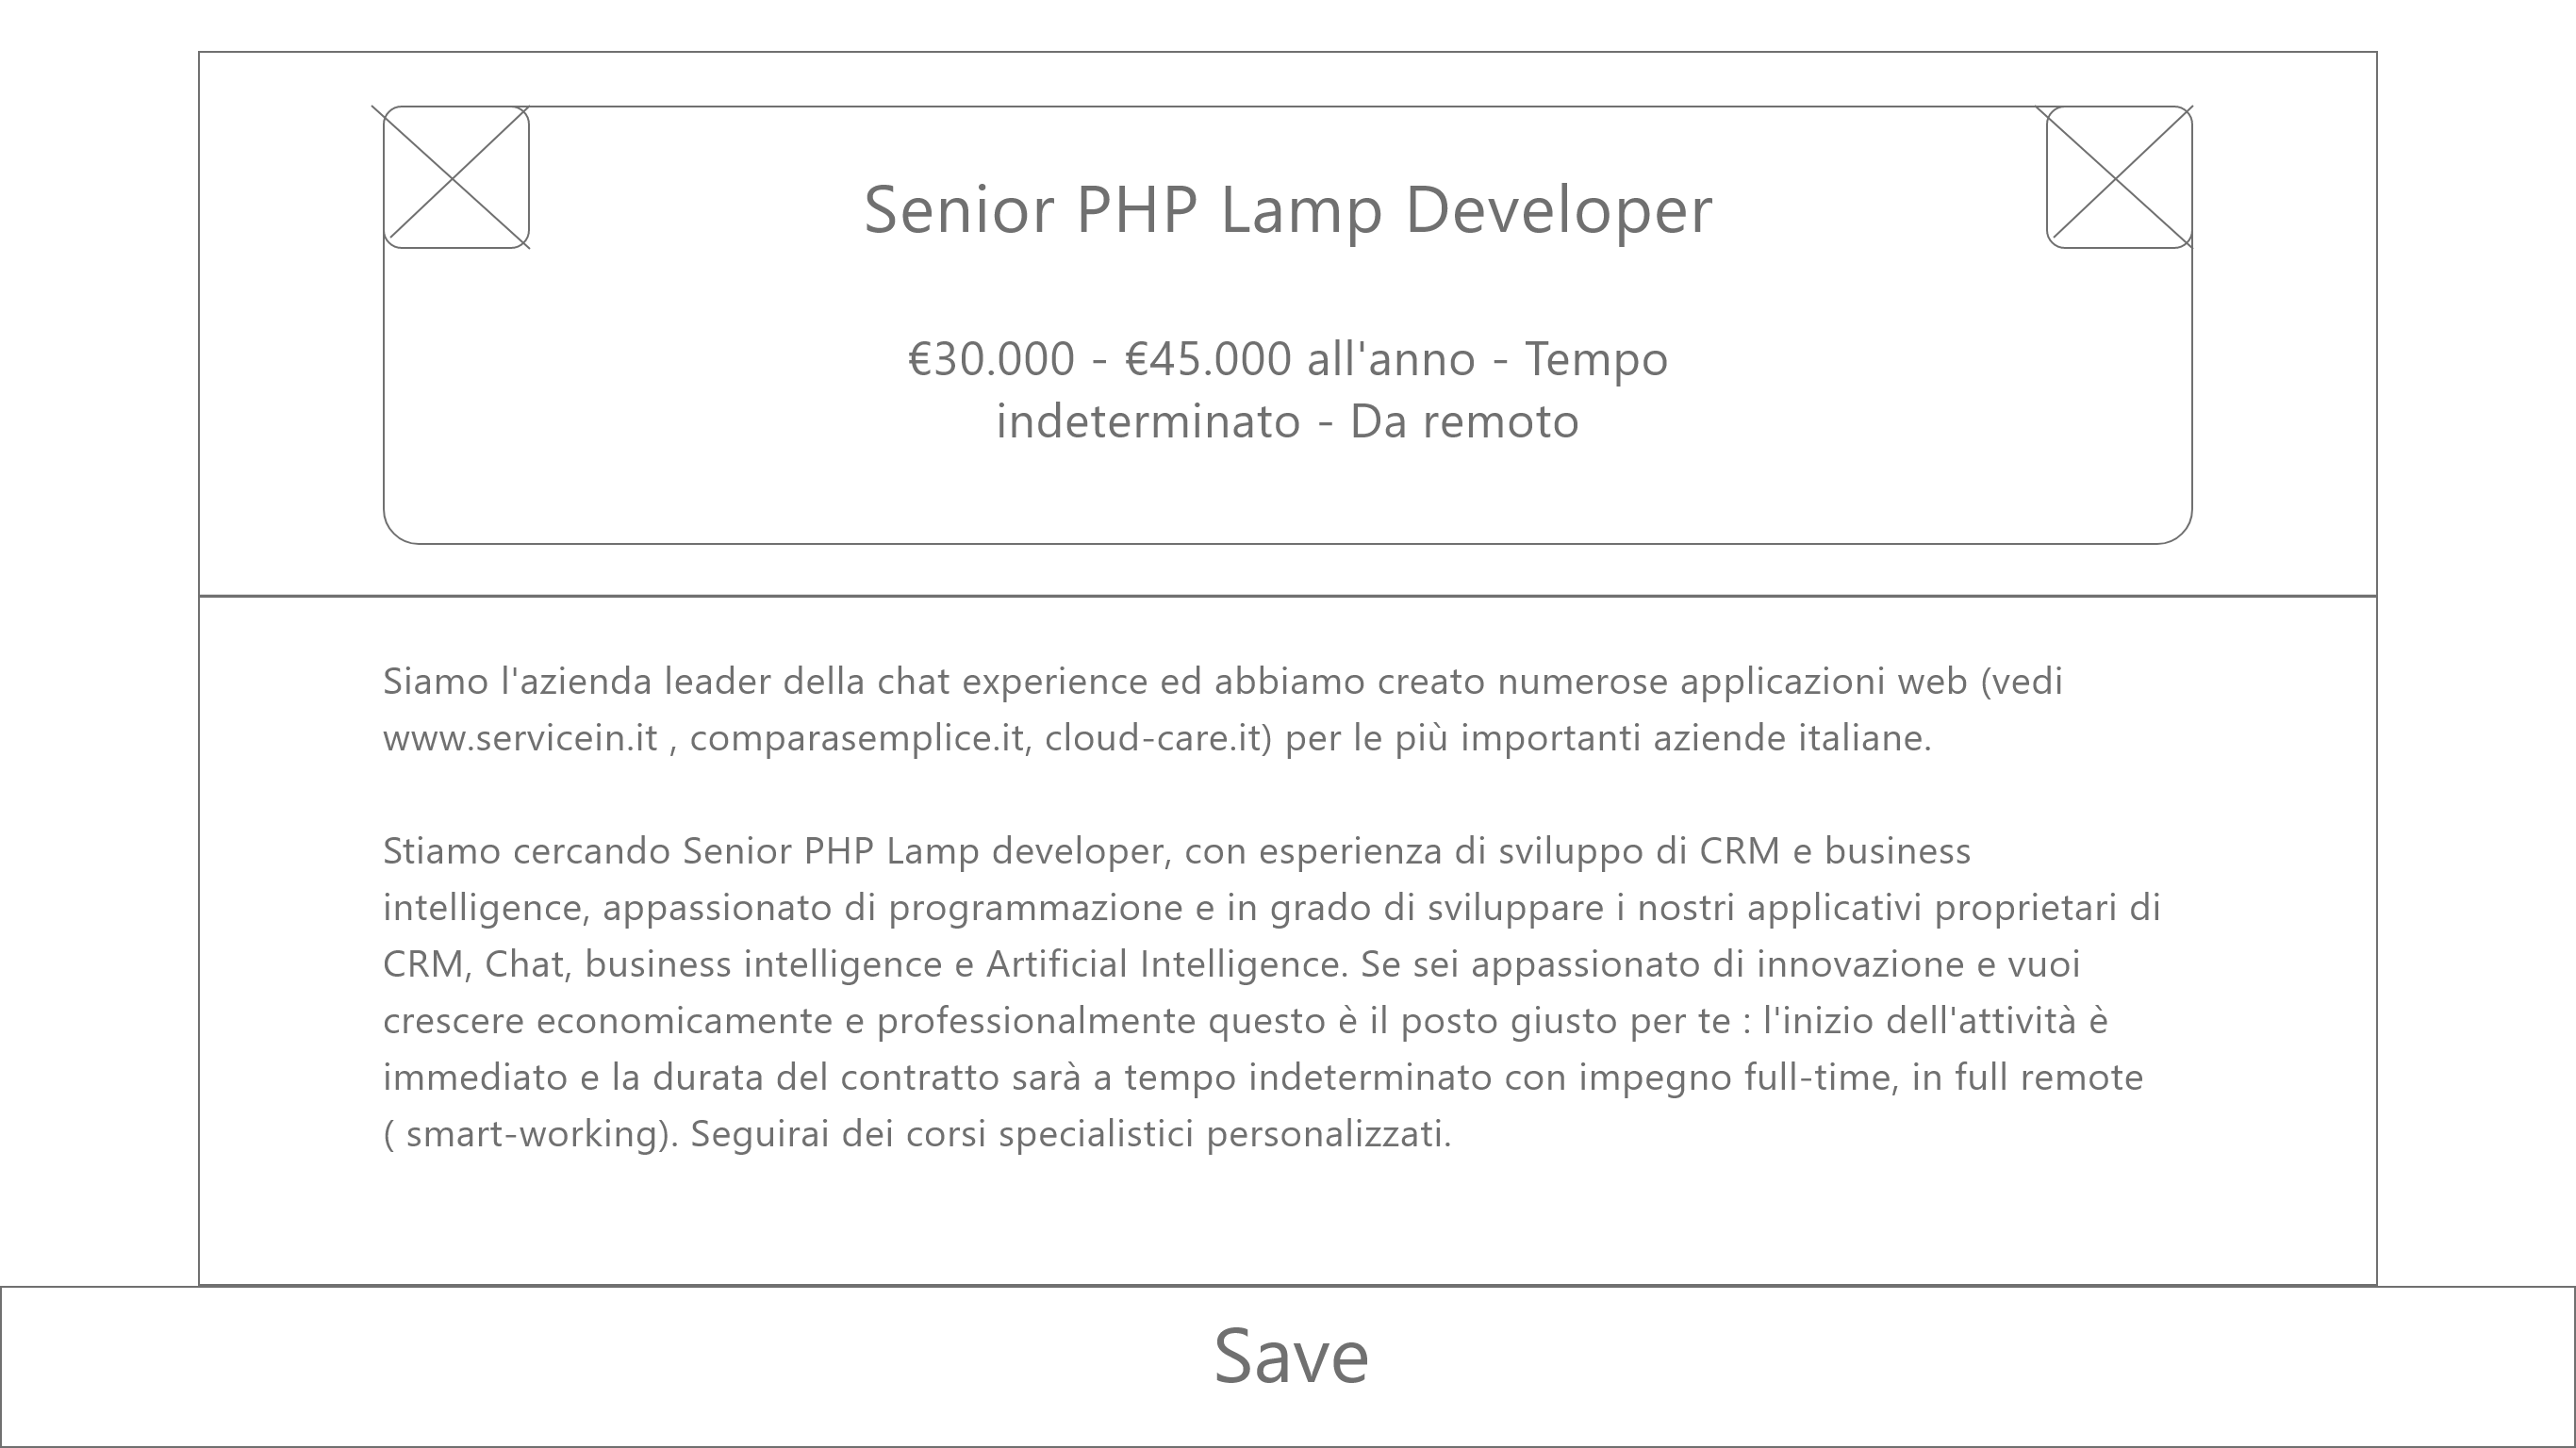 Senior PHP Lamp Developer
€30.000 - €45.000 all'anno - Tempo
indeterminato - Da remoto
Siamo l'azienda leader della chat experience ed abbiamo creato numerose applicazioni web (vedi
www.servicein.it , comparasemplice.it, cloud-care.it) per le più importanti aziende italiane.
Stiamo cercando Senior PHP Lamp developer, con esperienza di sviluppo di CRM e business
intelligence, appassionato di programmazione e in grado di sviluppare i nostri applicativi proprietari di
CRM, Chat, business intelligence e Artificial Intelligence. Se sei appassionato di innovazione e vuoi
crescere economicamente e professionalmente questo è il posto giusto per te : l'inizio dell'attività è
immediato e la durata del contratto sarà a tempo indeterminato con impegno full-time, in full remote
( smart-working). Seguirai dei corsi specialistici personalizzati.
Save